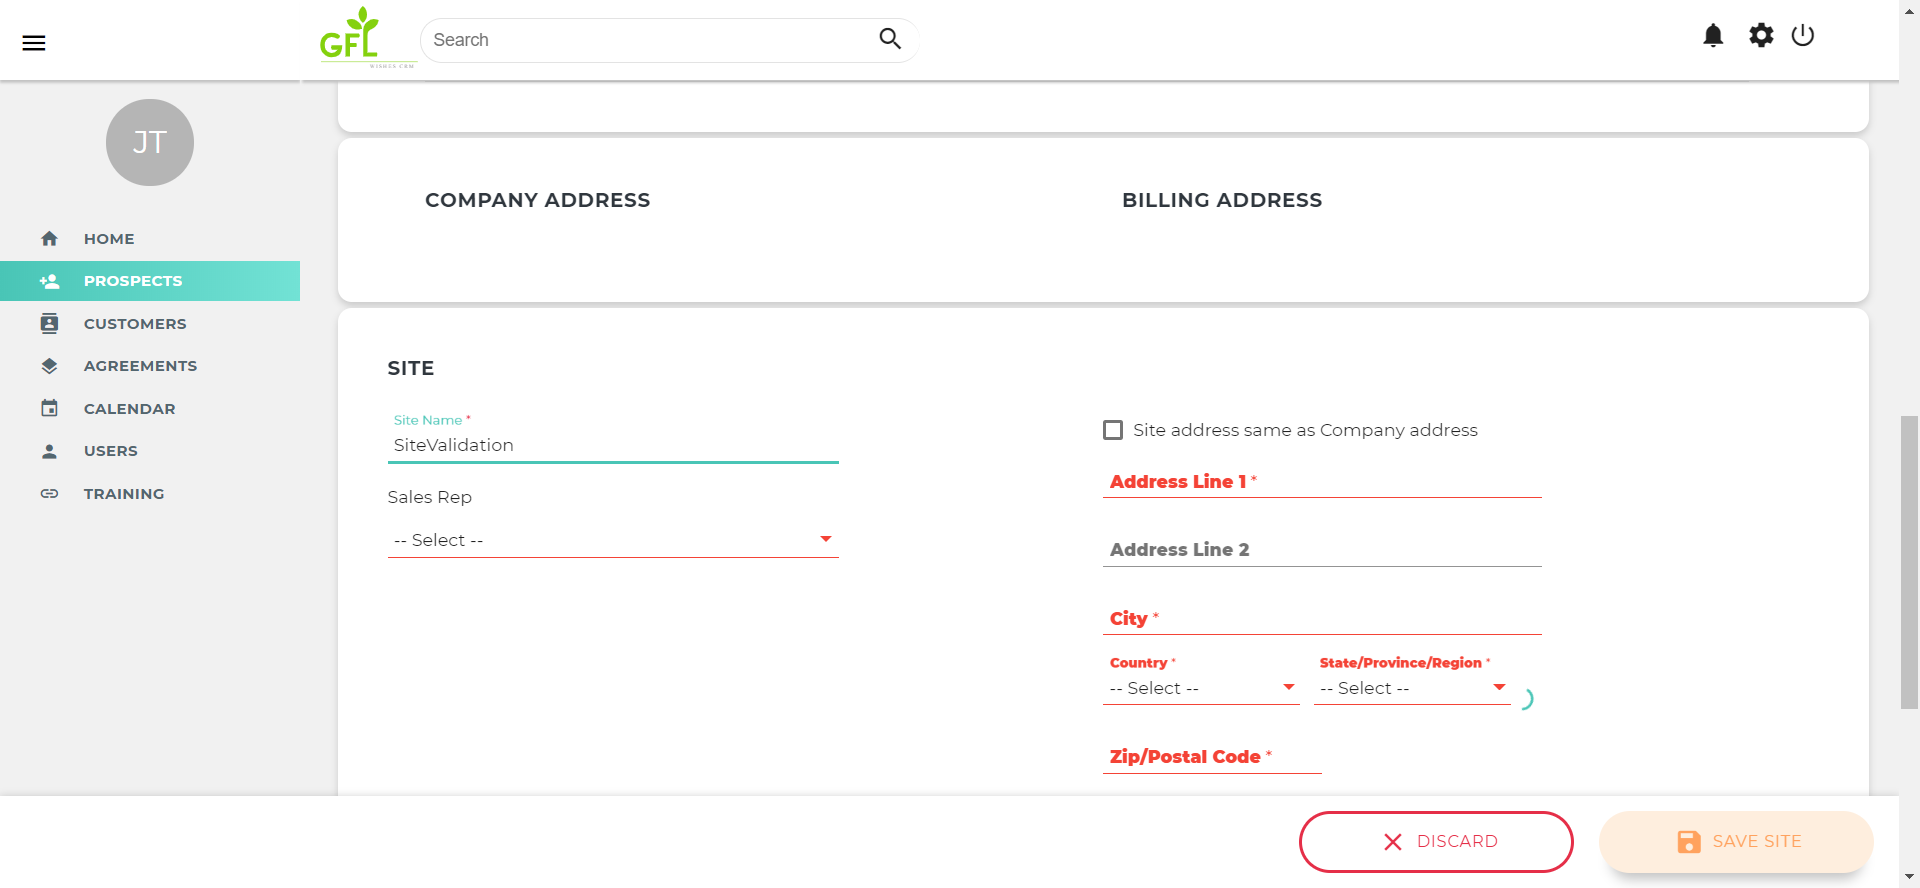 GFL
WISHES CRM
Search
JT
HOME
PROSPECTS
CUSTOMERS
AGREEMENTS
CALENDAR
USERS
TRAINING
COMPANY ADDRESS
BILLING ADDRESS
SITE
Site Name *
SiteValidation
Sales Rep
-- Select --
Site address same as Company address
Address Line 1 *
Address Line 2
City *
Country *
State/Province/Region *
-- Select --
-- Select --
Zip/Postal Code *
DISCARD
SAVE SITE